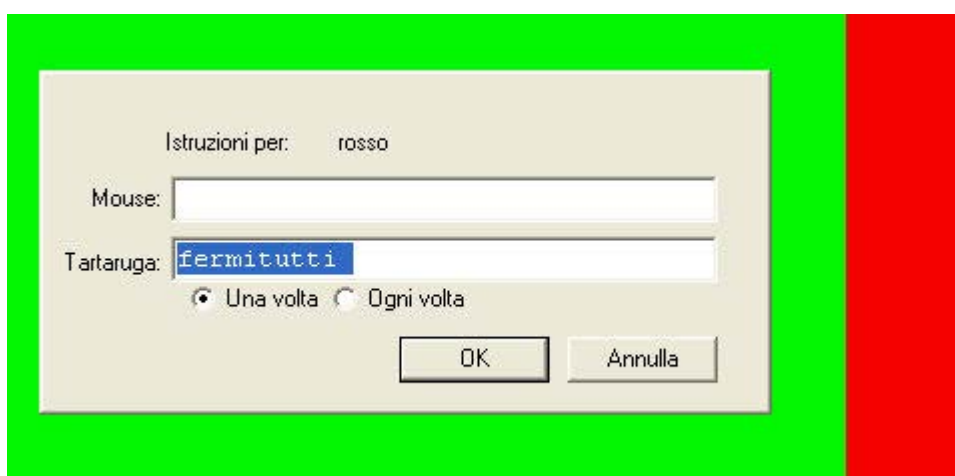 Istruzioni per: rosso
Mouse:
Tartaruga: fermitutti
Una volta Ogni volta
OK Annulla